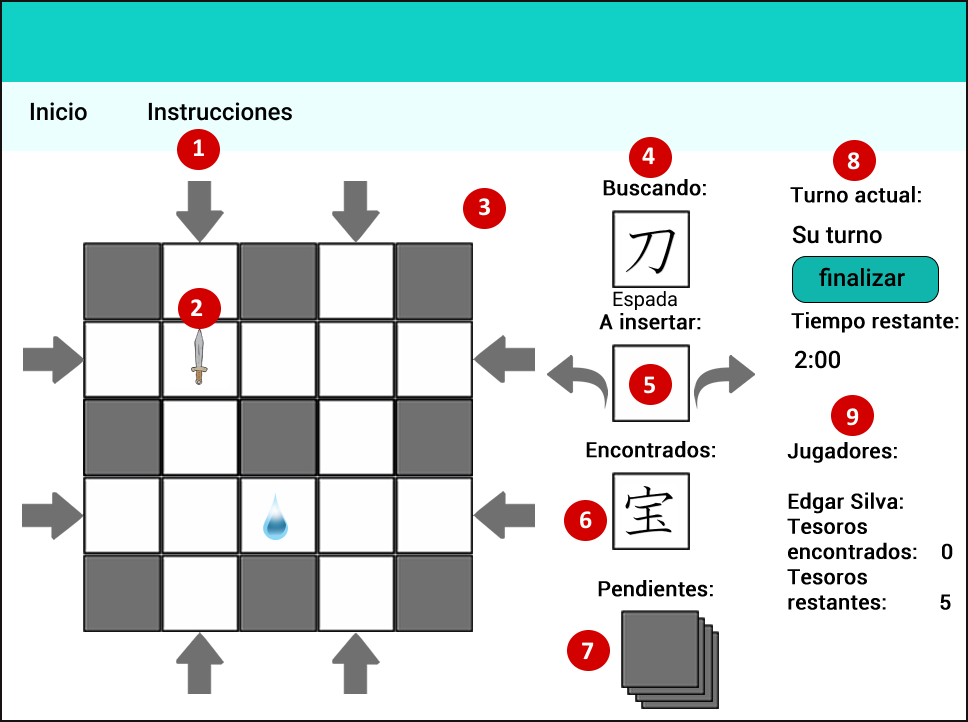 Inicio
Instrucciones
1
2
3
4
Buscando:
刀
Espada
A insertar:
5
Encontrados:
6
宝
Pendientes:
7
8
Turno actual:
Su turno
finalizar
Tiempo restante:
2:00
9
Jugadores:
Edgar Silva:
Tesoros
encontrados: 0
Tesoros
restantes: 5